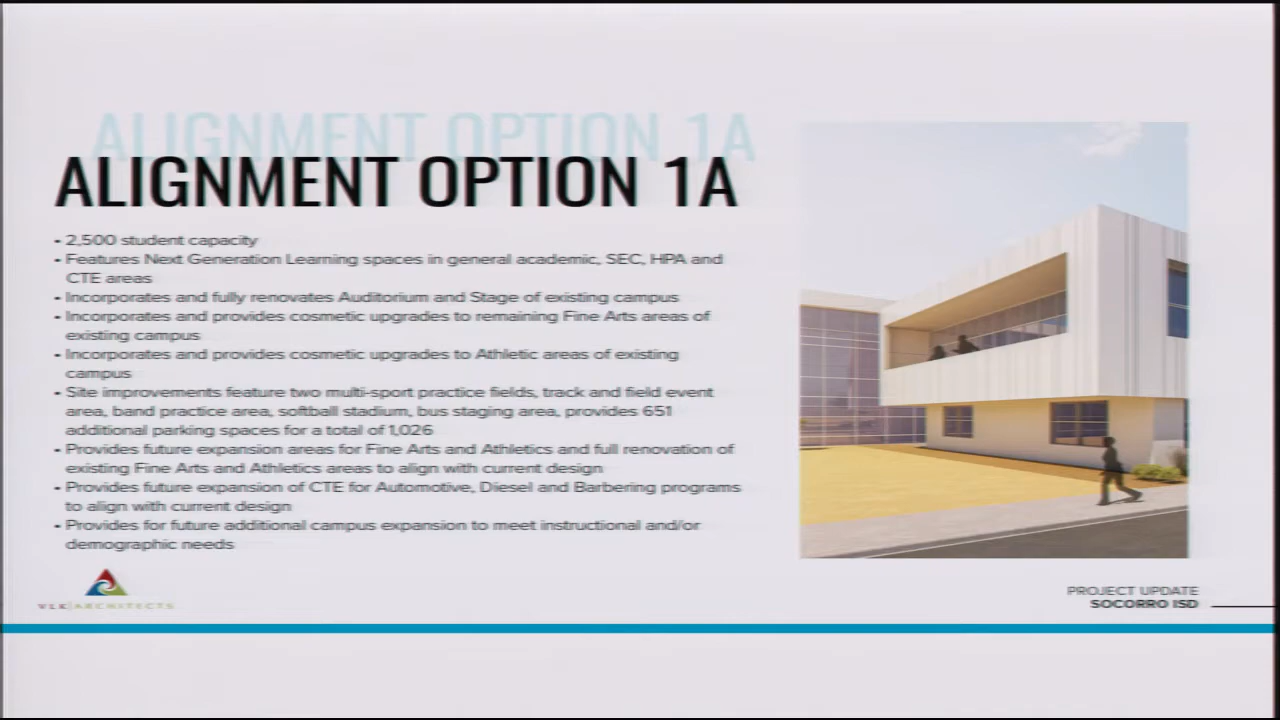 ALIGNMENT OPTION 1A
ALIGNMENT OPTION 1A
• 2,500 student capacity
• Features Next Generation Learning spaces in general academic, SEC, HPA and
CTE areas
• Incorporates and fully renovates Auditorium and Stage of existing campus
• Incorporates and provides cosmetic upgrades to remaining Fine Arts areas of
existing campus
• Incorporates and provides cosmetic upgrades to Athletic areas of existing
campus
• Site improvements feature two multi-sport practice fields, track and field event
area, band practice area, softball stadium, bus staging area, provides 651
additional parking spaces for a total of 1,026
• Provides future expansion areas for Fine Arts and Athletics and full renovation of
existing Fine Arts and Athletics areas to align with current design
• Provides future expansion of CTE for Automotive, Diesel and Barbering programs
to align with current design
• Provides for future additional campus expansion to meet instructional and/or
demographic needs
VLK|ARCHITECTS
PROJECT UPDATE
SOCORRO ISD